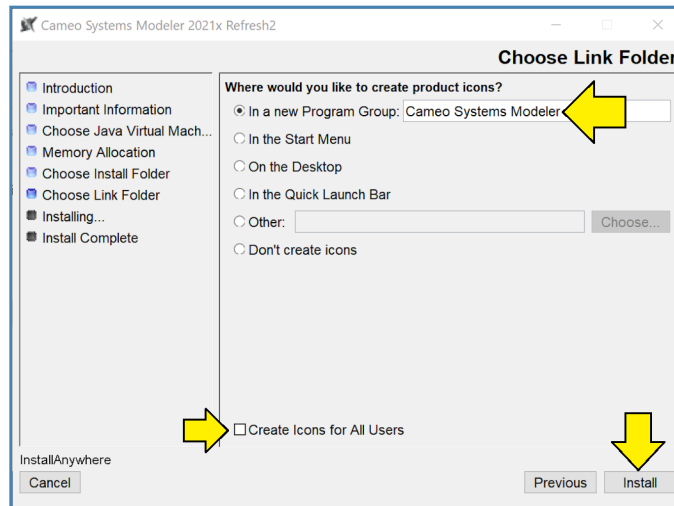 Cameo Systems Modeler 2021x Refresh2
Choose Link Folder
Introduction
Important Information
Choose Java Virtual Mach...
Memory Allocation
Choose Install Folder
Choose Link Folder
Installing...
Install Complete
Where would you like to create product icons?
In a new Program Group: Cameo Systems Modeler
In the Start Menu
On the Desktop
In the Quick Launch Bar
Other: Choose...
Don't create icons
Create Icons for All Users
InstallAnywhere
Cancel Previous Install